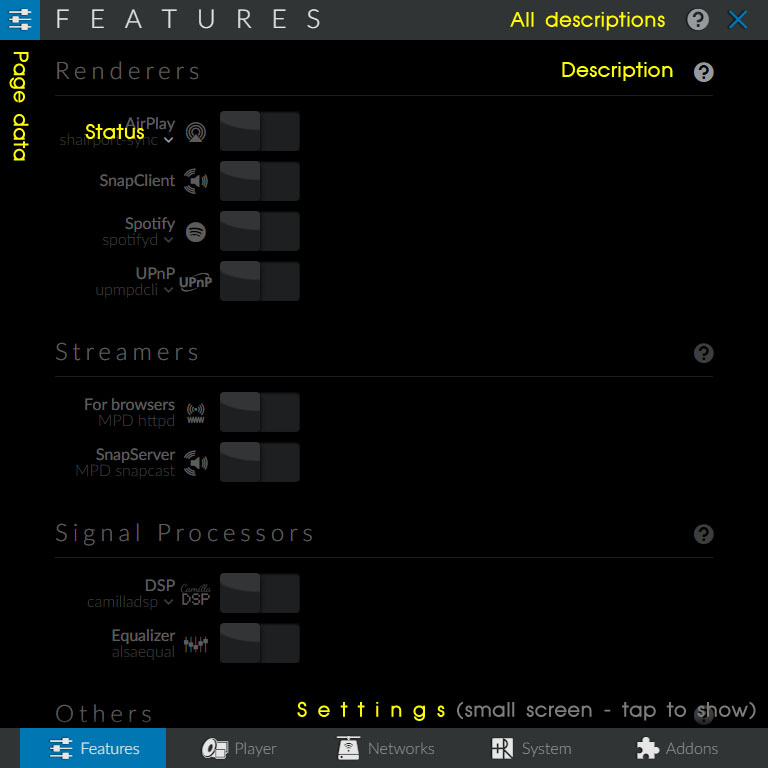 FEATURES
All descriptions
Page data
Renderers
Description
AirPlay
Status
shairport-sync
SnapClient
Spotify
spotifyd
UPnP
upmpdcli
UPnP
Streamers
For browsers
MPD httpd
WWW
SnapServer
MPD snapcast
Signal Processors
DSP
camilladsp
Camilla
DSP
Equalizer
alsaequal
Others
Settings (small screen - tap to show)
Features Player Networks System Addons